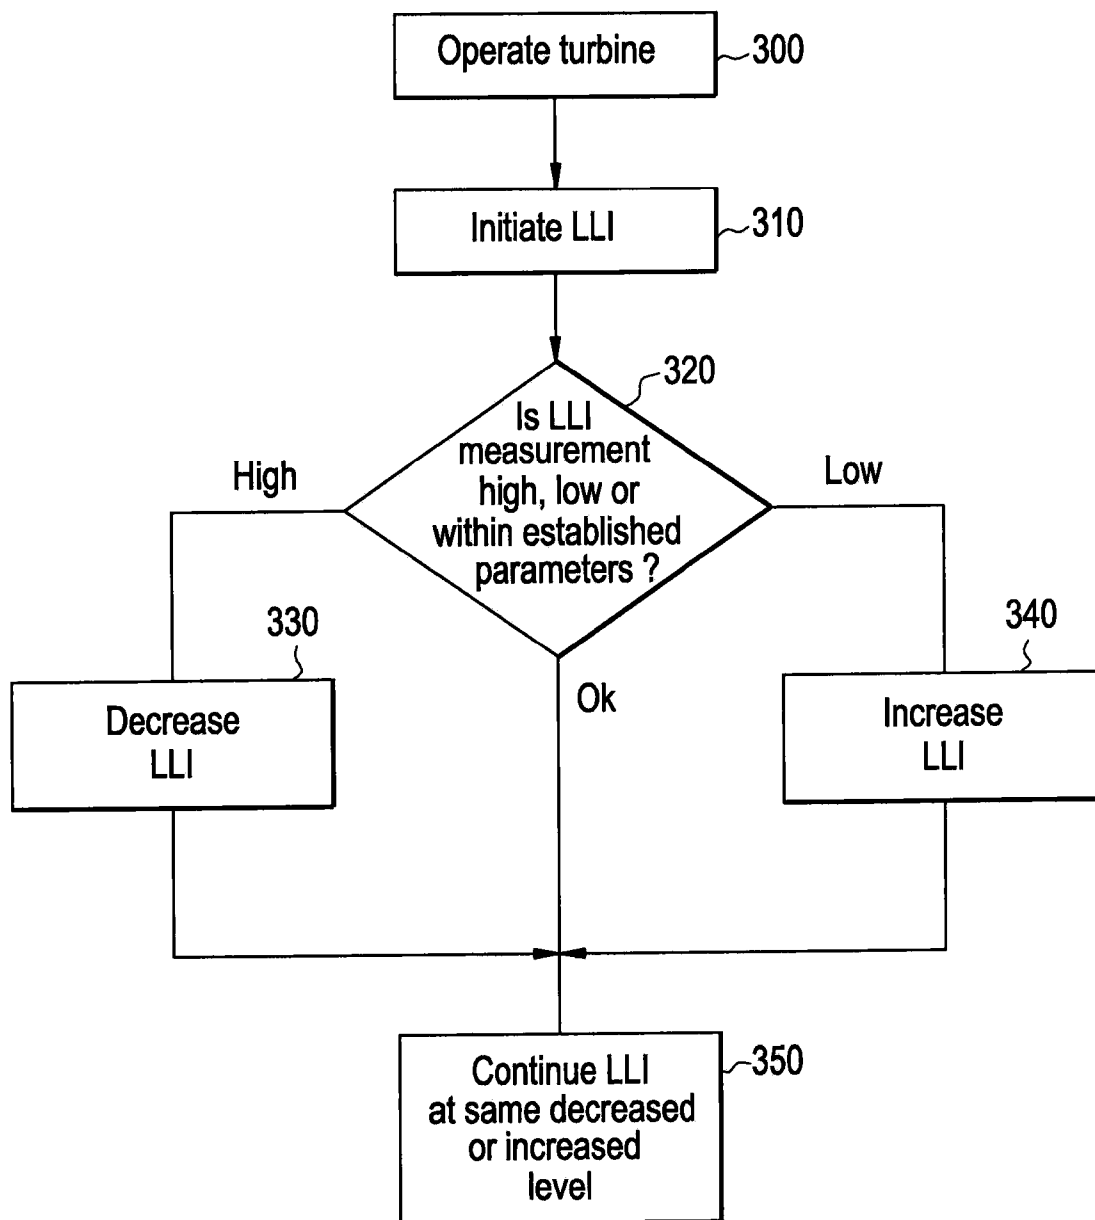 Operate turbine
300
Initiate LLI
310
320
Is LLI
measurement
high, low or
within established
parameters ?
High
Low
330
340
Decrease
LLI
Ok
Increase
LLI
Continue LLI
at same decreased
or increased
level
350